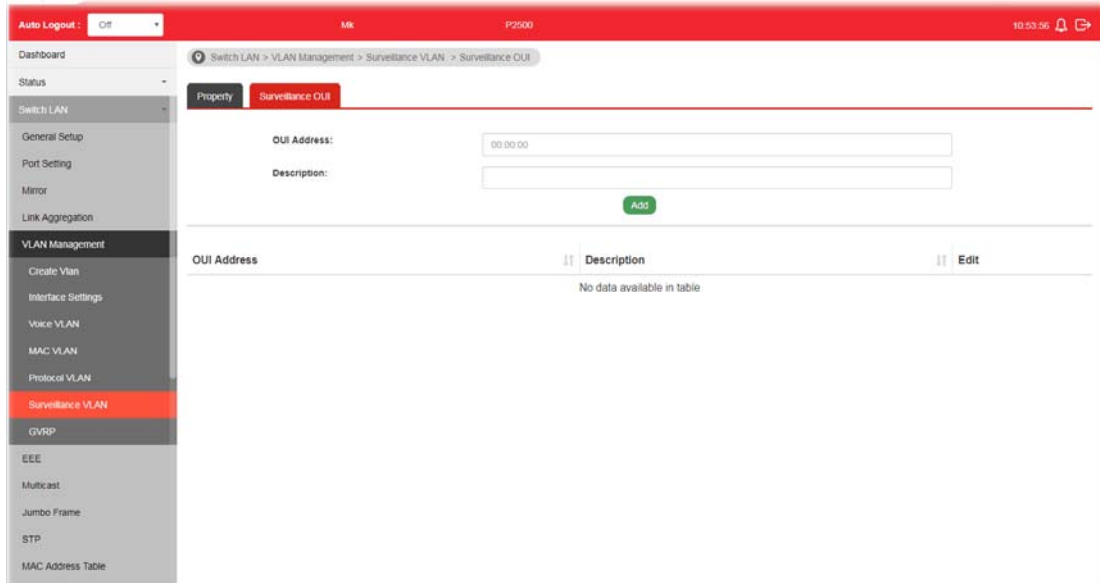 Auto Logout : Off Mk P2500 10:53:56
Dashboard
Status
Switch LAN
General Setup
Port Setting
Mirror
Link Aggregation
VLAN Management
Create Vlan
Interface Settings
Voice VLAN
MAC VLAN
Protocol VLAN
Surveillance VLAN
GVRP
EEE
Multicast
Jumbo Frame
STP
MAC Address Table
Switch LAN > VLAN Management > Surveillance VLAN > Surveillance OUI
Property Surveillance OUI
OUI Address: 00:00:00
Description:
Add
OUI Address Description Edit
No data available in table